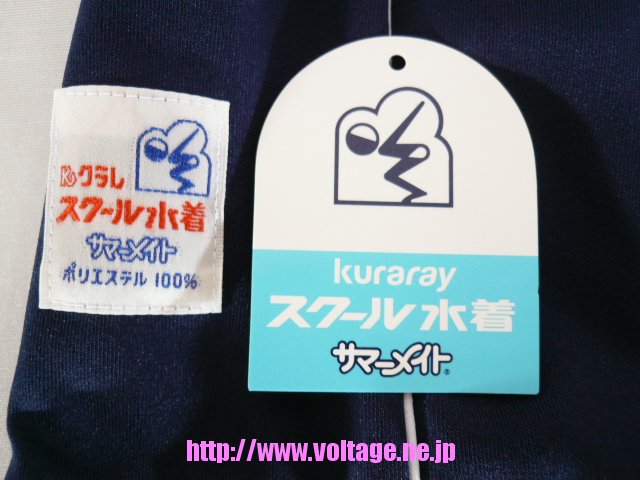 クラレ
スクール水着
サマーメイト
ポリエステル 100%
kuraray
スクール水着
サマーメイト®
http://www.voltage.ne.jp